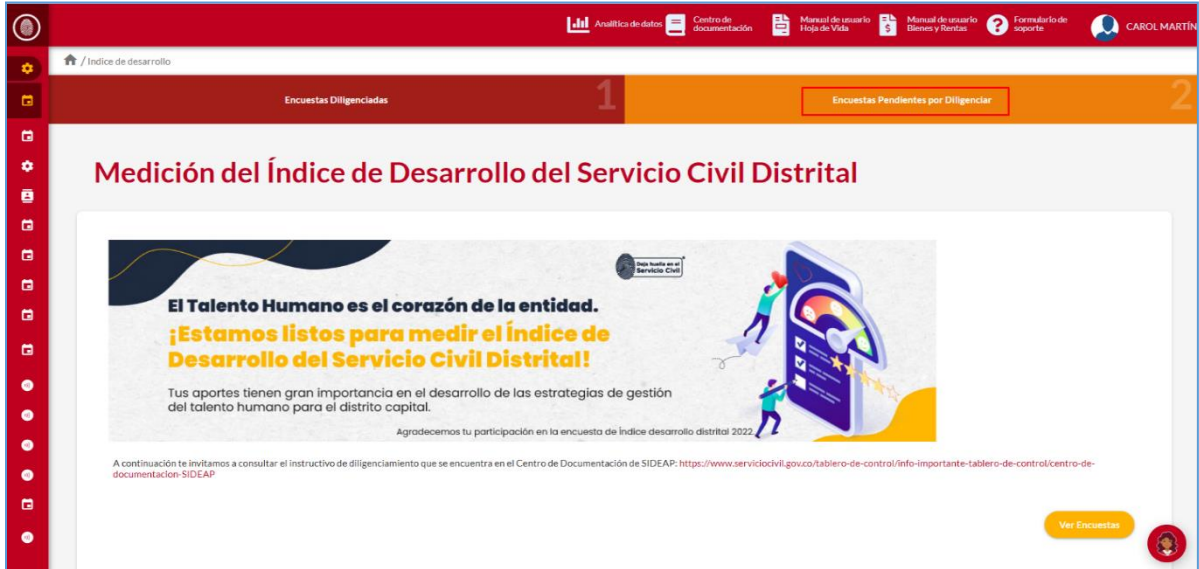 Analítica de datos
Centro de
documentación
Manual de usuario
Hoja de Vida
Manual de usuario
Bienes y Rentas
Formulario de
soporte
CAROL MARTÍN
/ Indice de desarrollo
Encuestas Diligenciadas
1
Encuestas Pendientes por Diligenciar
2
Medición del Índice de Desarrollo del Servicio Civil Distrital
Deja huella en el
Servicio Civil
El Talento Humano es el corazón de la entidad.
¡Estamos listos para medir el Índice de
Desarrollo del Servicio Civil Distrital!
Tus aportes tienen gran importancia en el desarrollo de las estrategias de gestión
del talento humano para el distrito capital.
Agradecemos tu participación en la encuesta de Índice desarrollo distrital 2022.
A continuación te invitamos a consultar el instructivo de diligenciamiento que se encuentra en el Centro de Documentación de SIDEAP: https://www.serviciocivil.gov.co/tablero-de-control/info-importante-tablero-de-control/centro-de-
documentacion-SIDEAP
Ver Encuestas